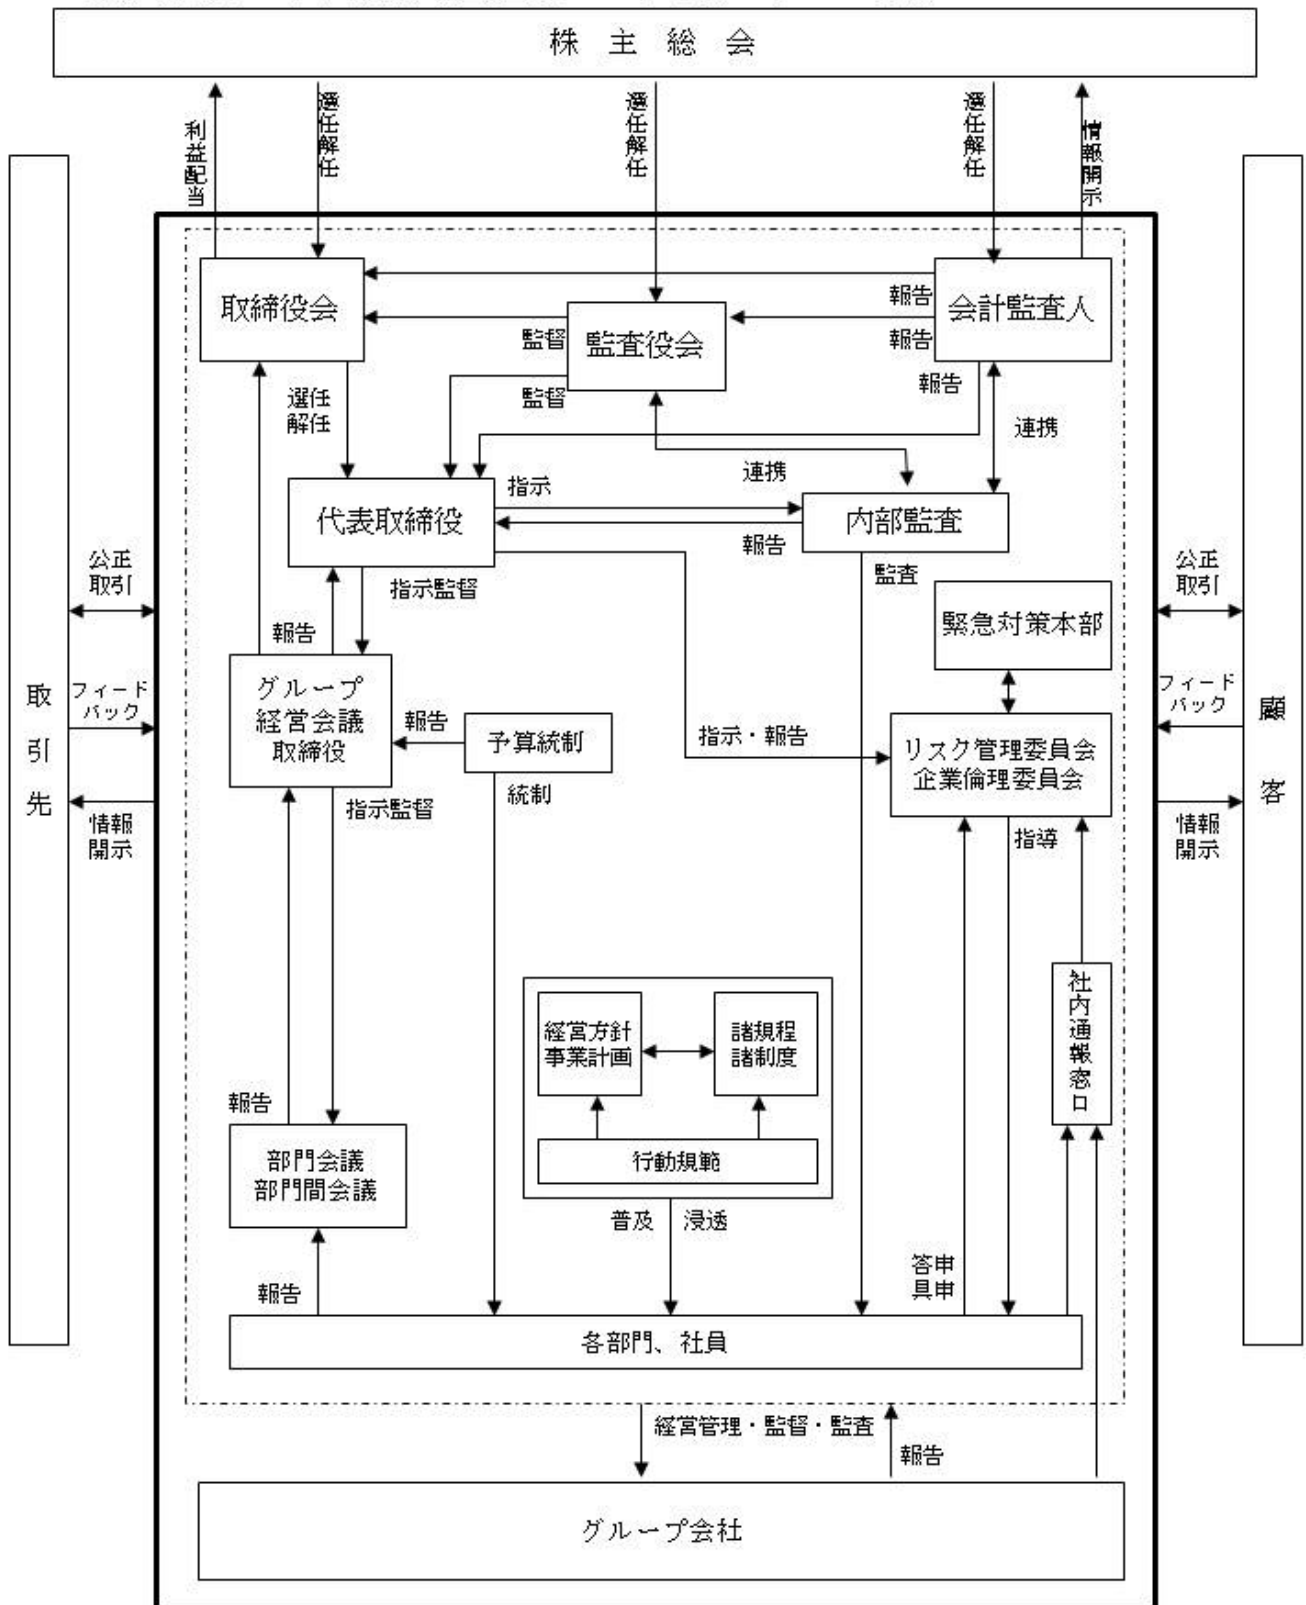 株主総会
利益配当
選任解任
選任解任
選任解任
情報開示
取締役会
監査役会
会計監査人
報告
報告
監督
監督
報告
選任
解任
連携
連携
代表取締役
指示
報告
内部監査
監査
指示監督
公正
取引
公正
取引
緊急対策本部
報告
グループ
経営会議
取締役
報告
予算統制
統制
指示・報告
リスク管理委員会
企業倫理委員会
取引先
フィード
バック
フィード
バック
顧客
情報
開示
情報
開示
指示監督
指導
社内通報窓口
経営方針
事業計画
諸規程
諸制度
行動規範
報告
部門会議
部門間会議
普及
浸透
報告
答申
具申
各部門、社員
経営管理・監督・監査
報告
グループ会社